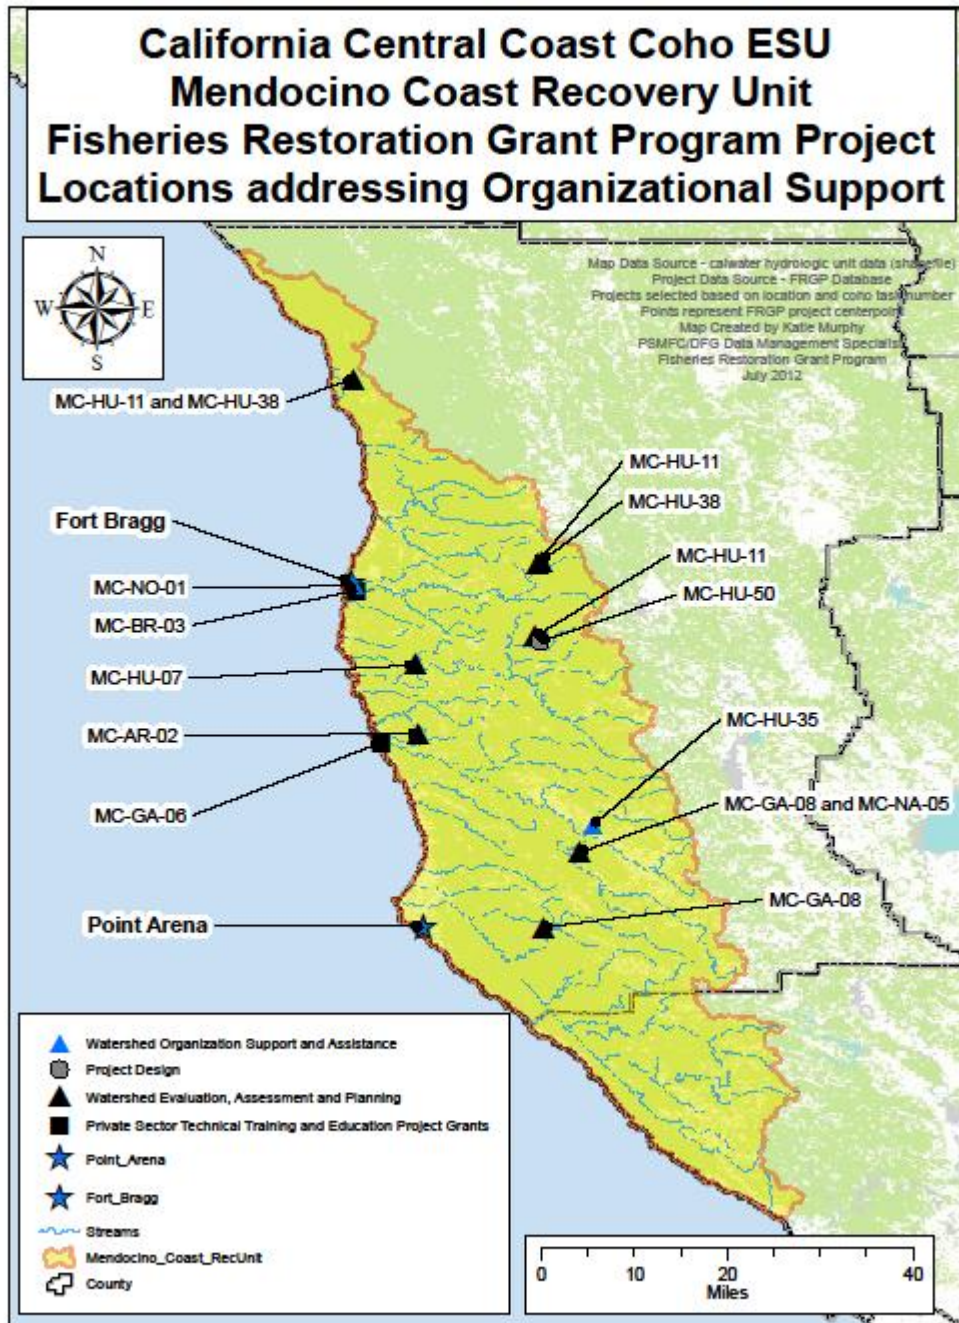 California Central Coast Coho ESU
Mendocino Coast Recovery Unit
Fisheries Restoration Grant Program Project
Locations addressing Organizational Support
N
W
E
S
Map Data Source - calwater hydrologic unit data (shapefile)
Project Data Source - FRGP Database
Projects selected based on location and coho task number
Points represent FRGP project centerpoint
Map Created by Katie Murphy
PSMFC/DFG Data Management Specialist
Fisheries Restoration Grant Program
July 2012
MC-HU-11 and MC-HU-38
MC-HU-11
MC-HU-38
Fort Bragg
MC-HU-11
MC-NO-01
MC-HU-50
MC-BR-03
MC-HU-07
MC-HU-35
MC-AR-02
MC-GA-08 and MC-NA-05
MC-GA-06
MC-GA-08
Point Arena
Watershed Organization Support and Assistance
Project Design
Watershed Evaluation, Assessment and Planning
Private Sector Technical Training and Education Project Grants
Point_Arena
Fort_Bragg
Streams
Mendocino_Coast_RecUnit
County
0 10 20 40
Miles